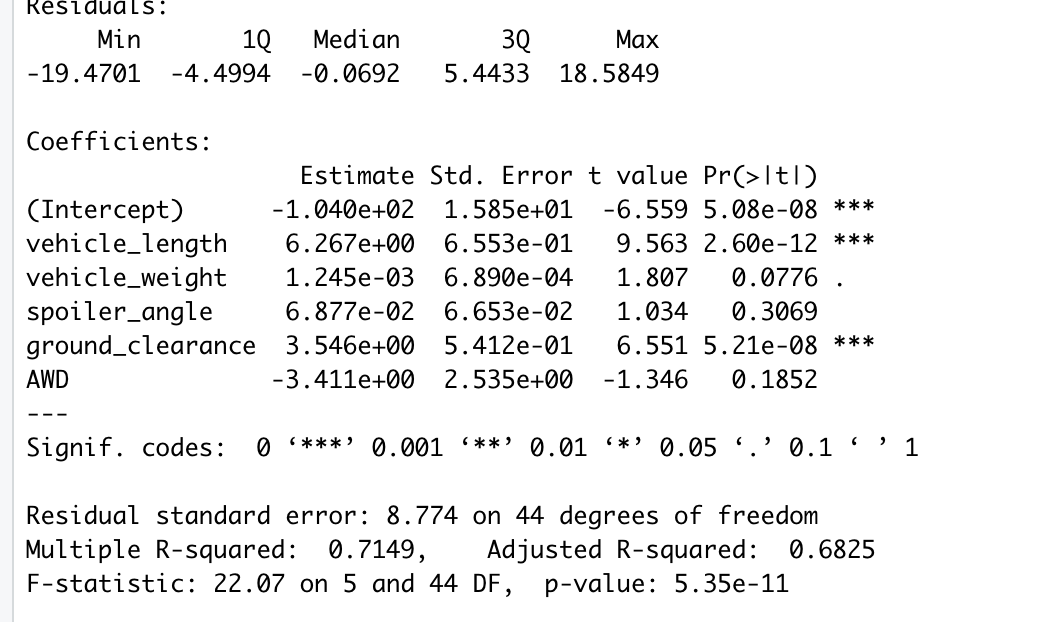 Residuals:
     Min       1Q   Median       3Q      Max
-19.4701  -4.4994  -0.0692   5.4433  18.5849
Coefficients:
                   Estimate Std. Error t value Pr(>|t|)
(Intercept)      -1.040e+02  1.585e+01  -6.559 5.08e-08 ***
vehicle_length    6.267e+00  6.553e-01   9.563 2.60e-12 ***
vehicle_weight    1.245e-03  6.890e-04   1.807   0.0776 .
spoiler_angle     6.877e-02  6.653e-02   1.034   0.3069
ground_clearance  3.546e+00  5.412e-01   6.551 5.21e-08 ***
AWD              -3.411e+00  2.535e+00  -1.346   0.1852
---
Signif. codes:  0 ‘***’ 0.001 ‘**’ 0.01 ‘*’ 0.05 ‘.’ 0.1 ‘ ’ 1
Residual standard error: 8.774 on 44 degrees of freedom
Multiple R-squared:  0.7149,    Adjusted R-squared:  0.6825
F-statistic: 22.07 on 5 and 44 DF,  p-value: 5.35e-11